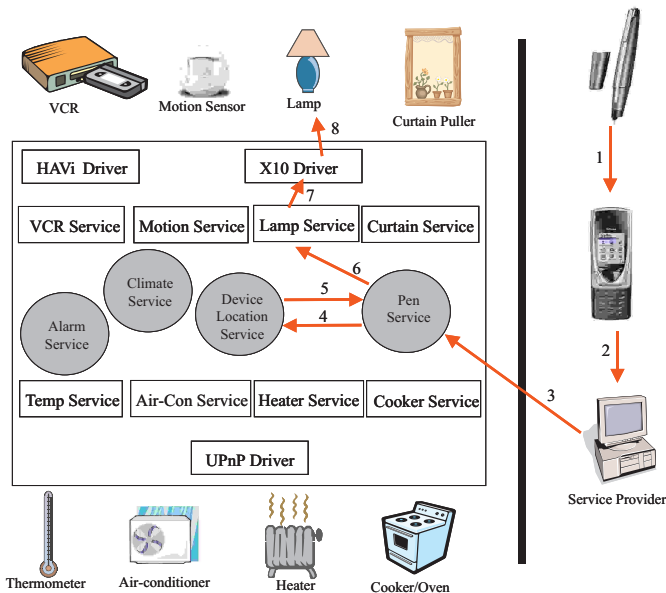 VCR
Motion Sensor
Lamp
Curtain Puller
8
1
HAVi Driver
X10 Driver
7
VCR Service
Motion Service
Lamp Service
Curtain Service
6
Climate
Service
5
Device
Location
Service
4
Pen
Service
Alarm
Service
2
3
Temp Service
Air-Con Service
Heater Service
Cooker Service
UPnP Driver
Service Provider
Thermometer
Air-conditioner
Heater
Cooker/Oven